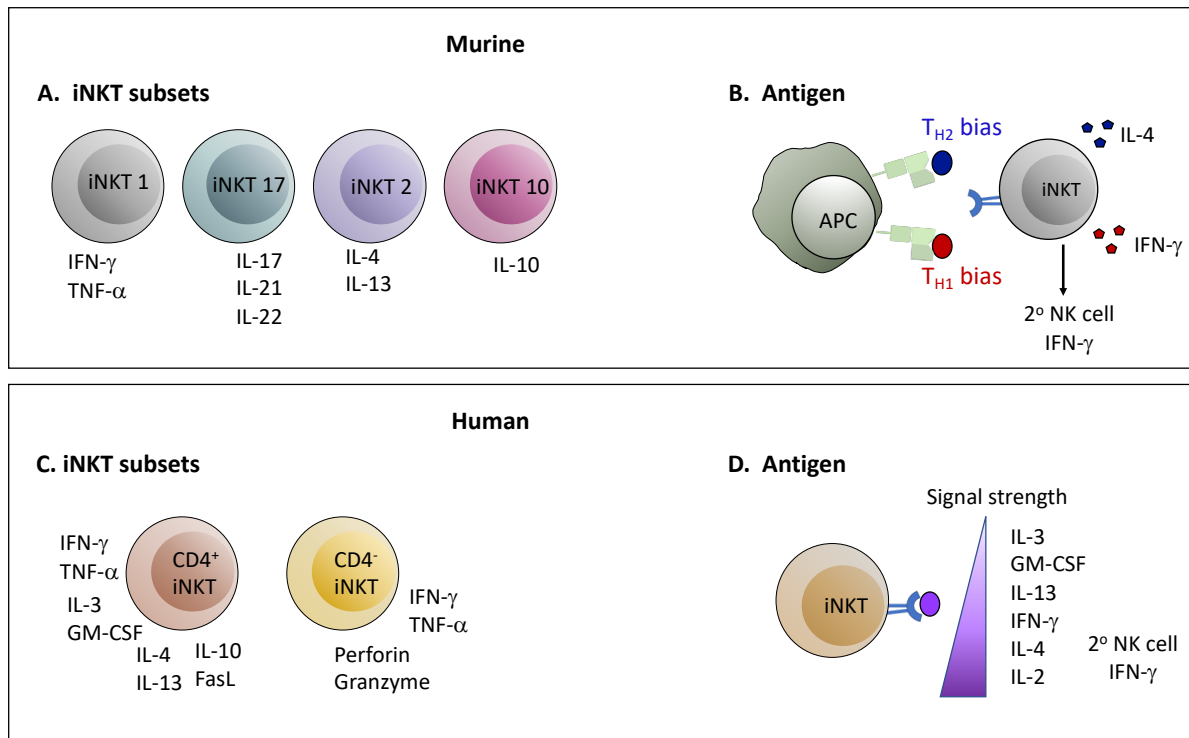 Murine
A. iNKT subsets
iNKT 1
iNKT 17
iNKT 2
iNKT 10
IFN-γ
TNF-α
IL-17
IL-21
IL-22
IL-4
IL-13
IL-10
B. Antigen
TH2 bias
APC
TH1 bias
iNKT
IL-4
IFN-γ
2o NK cell
IFN-γ
Human
C. iNKT subsets
IFN-γ
TNF-α
IL-3
GM-CSF
IL-4
IL-13
IL-10
FasL
CD4+
iNKT
CD4-
iNKT
IFN-γ
TNF-α
Perforin
Granzyme
D. Antigen
Signal strength
iNKT
IL-3
GM-CSF
IL-13
IFN-γ
IL-4
IL-2
2o NK cell
IFN-γ